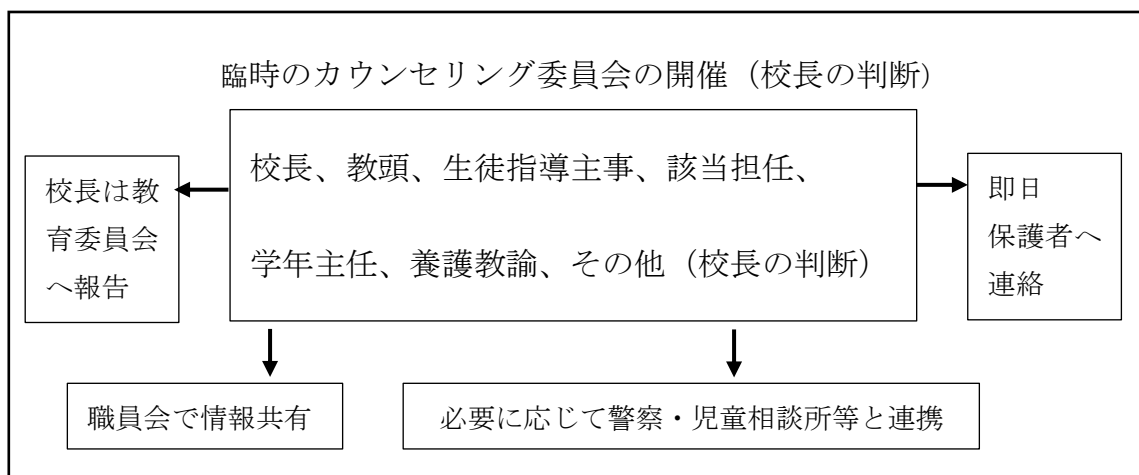 臨時のカウンセリング委員会の開催（校長の判断）
校長、教頭、生徒指導主事、該当担任、
学年主任、養護教諭、その他（校長の判断）
校長は教
育委員会
へ報告
即日
保護者へ
連絡
職員会で情報共有
必要に応じて警察・児童相談所等と連携